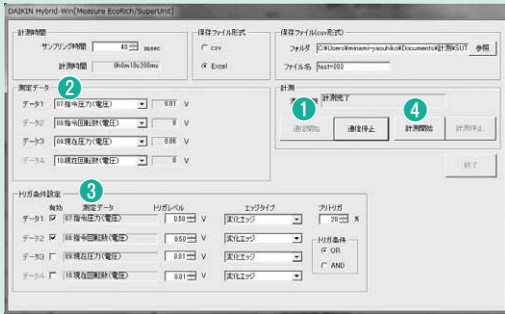 DAIKIN Hybrid-Win[Measure EcoRich/SuperUnit]
計測時間
サンプリング時間 40 msec
計測時間 0h0m10s200ms
保存ファイル形式
csv
Excel
保存ファイル(csv形式)
フォルダ C:¥Users¥minami-yasuhiko¥Documents¥計測¥SUT 参照
ファイル名 test+003
測定データ 2
データ1 07:指令圧力(電圧) 0.01 V
データ2 08:指令回転数(電圧) 0 V
データ3 09:現在圧力(電圧) 0.06 V
データ4 10:現在回転数(電圧) 0 V
計測
計測完了
1 4
通信開始 通信停止 計測開始 計測停止
終了
トリガ条件設定 3
有効 測定データ トリガレベル エッジタイプ プリトリガ
データ1 07:指令圧力(電圧) 0.50 V 変化エッジ 20 %
データ2 08:指令回転数(電圧) 0.50 V 変化エッジ
トリガ条件
OR
AND
データ3 09:現在圧力(電圧) 0.01 V 変化エッジ
データ4 10:現在回転数(電圧) 0.01 V 変化エッジ